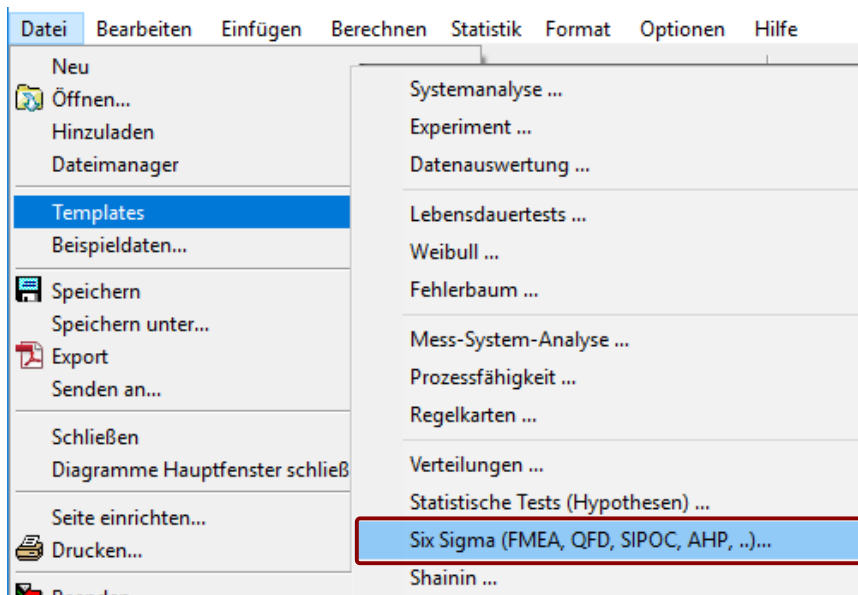 Datei Bearbeiten Einfügen Berechnen Statistik Format Optionen Hilfe
Neu
Öffnen...
Hinzuladen
Dateimanager
Templates
Beispieldaten...
Speichern
Speichern unter...
Export
Senden an...
Schließen
Diagramme Hauptfenster schließ
Seite einrichten...
Drucken...
Systemanalyse ...
Experiment ...
Datenauswertung ...
Lebensdauertests ...
Weibull ...
Fehlerbaum ...
Mess-System-Analyse ...
Prozessfähigkeit ...
Regelkarten ...
Verteilungen ...
Statistische Tests (Hypothesen) ...
Six Sigma (FMEA, QFD, SIPOC, AHP, ..)...
Shainin ...